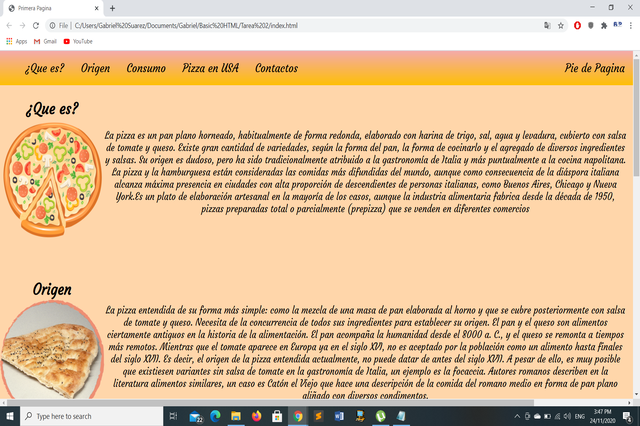 Primera Pagina
File | C:/Users/Gabriel%20Suarez/Documents/Gabriel/Basic%20HTML/Tarea%202/index.html
Apps Gmail YouTube
¿Que es? Origen Consumo Pizza en USA Contactos Pie de Pagina
¿Que es?
La pizza es un pan plano horneado, habitualmente de forma redonda, elaborado con harina de trigo, sal, agua y levadura, cubierto con salsa
de tomate y queso. Existe gran cantidad de variedades, según la forma del pan, la forma de cocinarlo y el agregado de diversos ingredientes
y salsas. Su origen es dudoso, pero ha sido tradicionalmente atribuido a la gastronomía de Italia y más puntualmente a la cocina napolitana.
La pizza y la hamburguesa están consideradas las comidas más difundidas del mundo, aunque como consecuencia de la diáspora italiana
alcanza máxima presencia en ciudades con alta proporción de descendientes de personas italianas, como Buenos Aires, Chicago y Nueva
York.Es un plato de elaboración artesanal en la mayoría de los casos, aunque la industria alimentaria fabrica desde la década de 1950,
pizzas preparadas total o parcialmente (prepizza) que se venden en diferentes comercios
Origen
La pizza entendida de su forma más simple: como la mezcla de una masa de pan elaborada al horno y que se cubre posteriormente con salsa
de tomate y queso. Necesita de la concurrencia de todos sus ingredientes para establecer su origen. El pan y el queso son alimentos
ciertamente antiguos en la historia de la alimentación. El pan acompaña la humanidad desde el 8000 a. C., y el queso se remonta a tiempos
más remotos. Mientras que el tomate aparece en Europa ya en el siglo XVI, no es aceptado por la población como un alimento hasta finales
del siglo XVII. Es decir, el origen de la pizza entendida actualmente, no puede datar de antes del siglo XVII. A pesar de ello, es muy posible
que existiesen variantes sin salsa de tomate en la gastronomía de Italia, un ejemplo es la focaccia. Autores romanos describen en la
literatura alimentos similares, un caso es Catón el Viejo que hace una descripción de la comida del romano medio en forma de pan plano
aliñado con diversos condimentos.
Type here to search
22
3:47 PM
24/11/2020